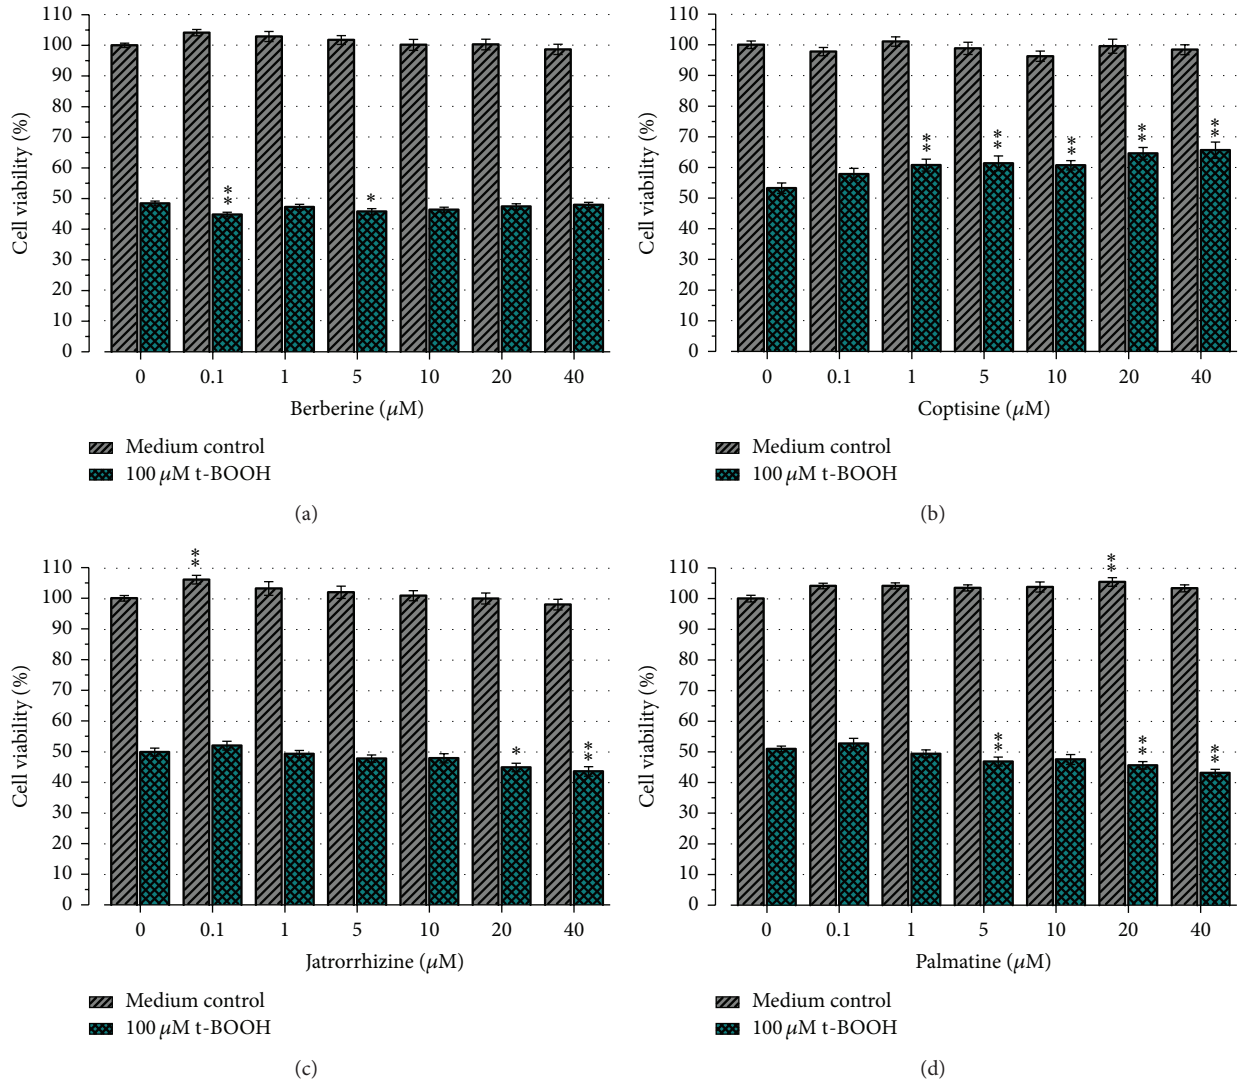 110
100
90
80
70
60
50
40
30
20
10
0
Cell viability (%)
**
*
0 0.1 1 5 10 20 40
Berberine (μM)
Medium control
100 μM t-BOOH
(a)
110
100
90
80
70
60
50
40
30
20
10
0
Cell viability (%)
** ** ** ** **
0 0.1 1 5 10 20 40
Coptisine (μM)
Medium control
100 μM t-BOOH
(b)
110
100
90
80
70
60
50
40
30
20
10
0
Cell viability (%)
**
* **
0 0.1 1 5 10 20 40
Jatrorrhizine (μM)
Medium control
100 μM t-BOOH
(c)
110
100
90
80
70
60
50
40
30
20
10
0
Cell viability (%)
**
** ** **
0 0.1 1 5 10 20 40
Palmatine (μM)
Medium control
100 μM t-BOOH
(d)